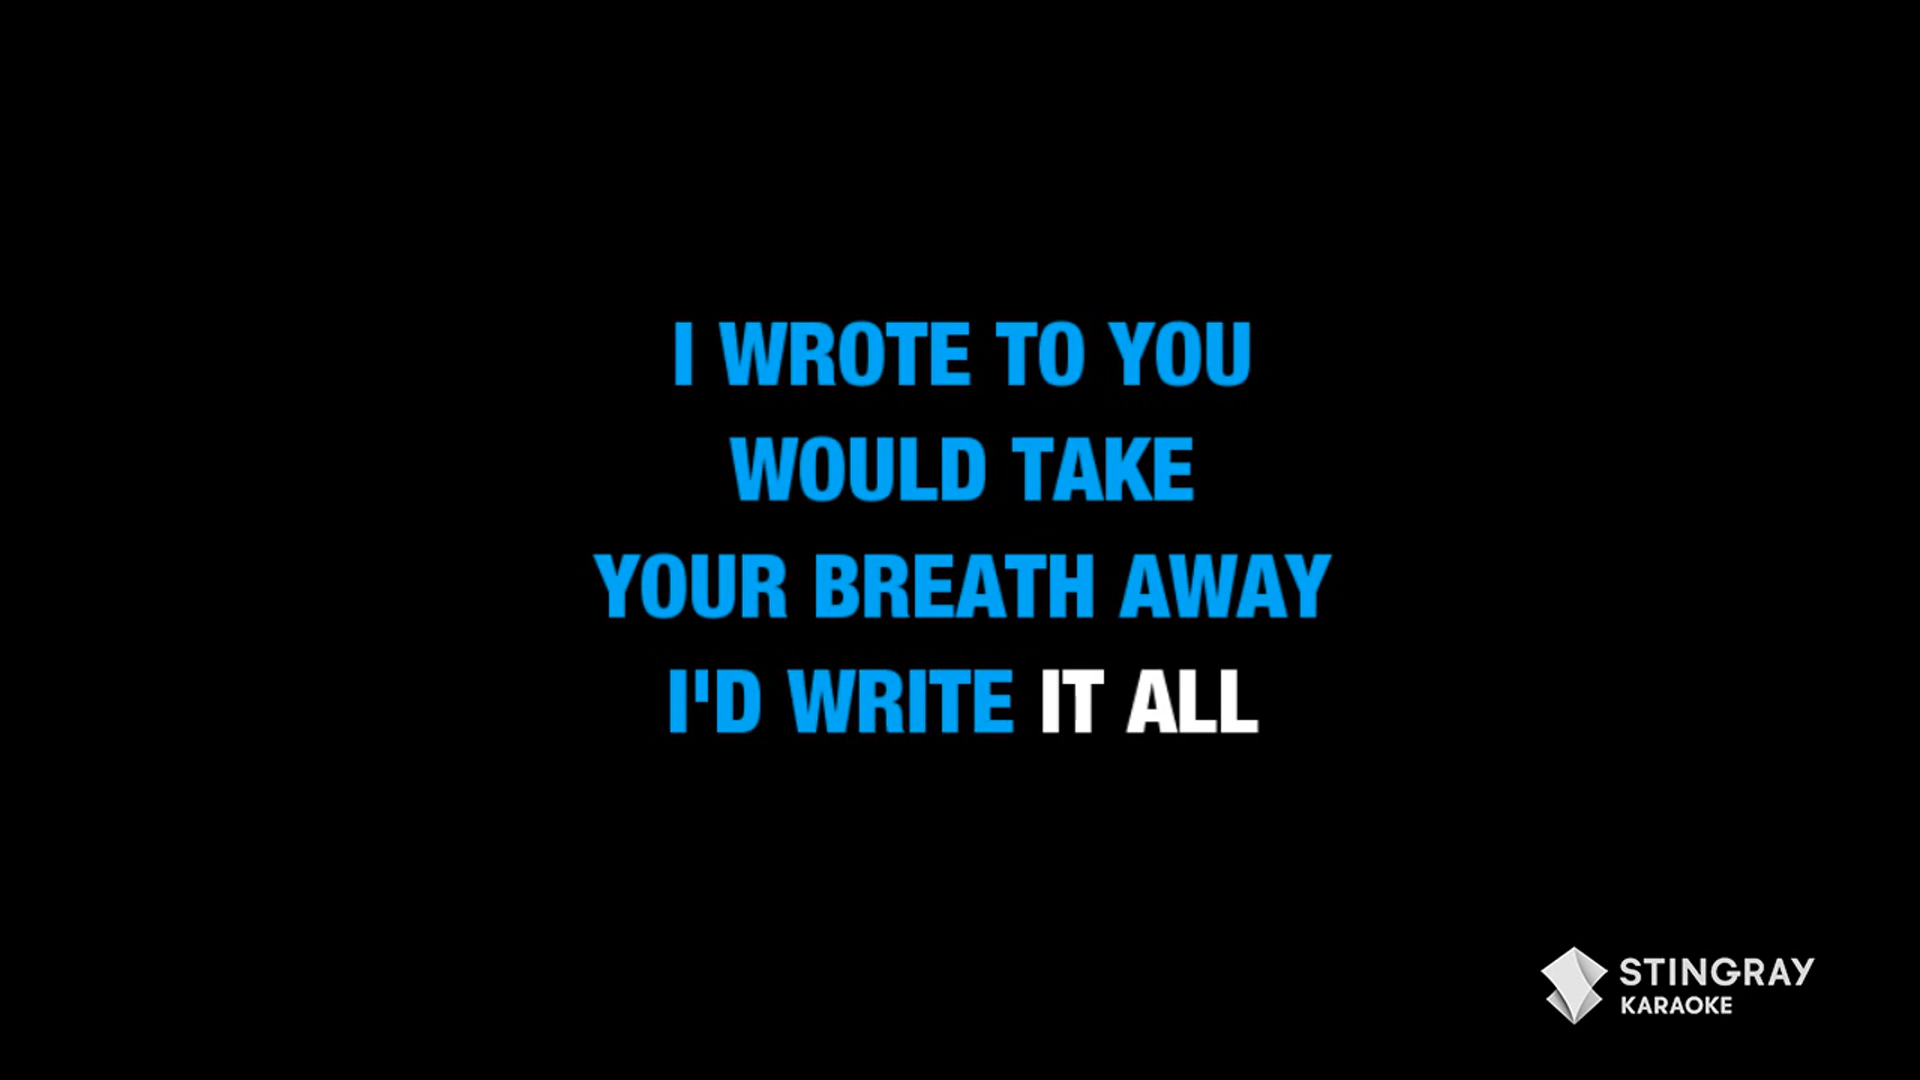 I WROTE TO YOU
WOULD TAKE
YOUR BREATH AWAY
I'D WRITE IT ALL
STINGRAY
KARAOKE